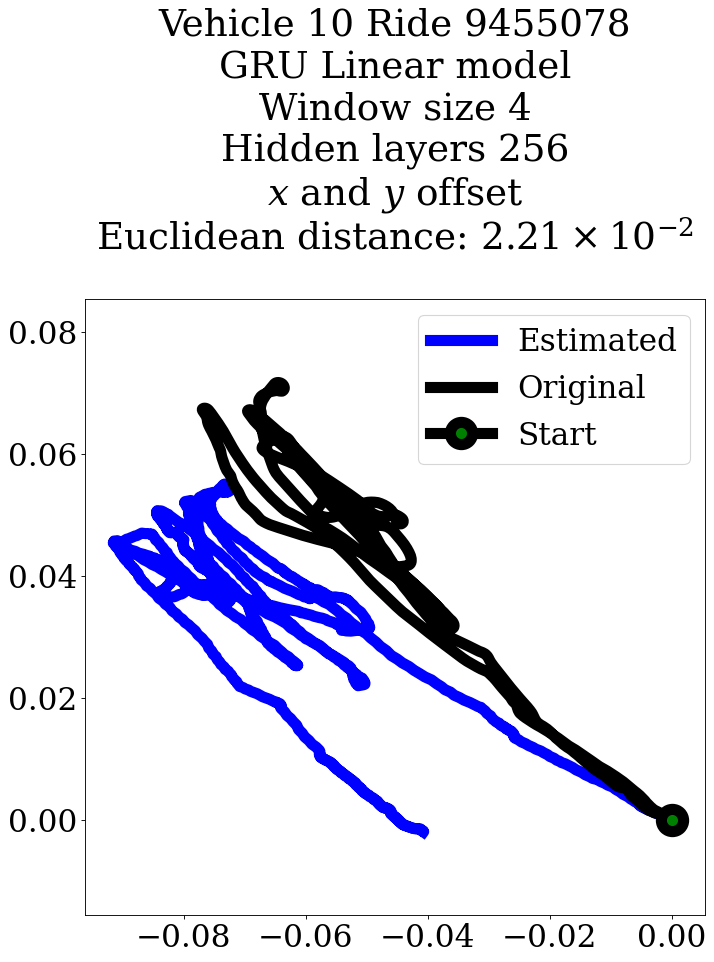 Vehicle 10 Ride 9455078
GRU Linear model
Window size 4
Hidden layers 256
x and y offset
Euclidean distance: 2.21 × 10⁻²
Estimated
Original
Start
0.08
0.06
0.04
0.02
0.00
−0.08 −0.06 −0.04 −0.02 0.00